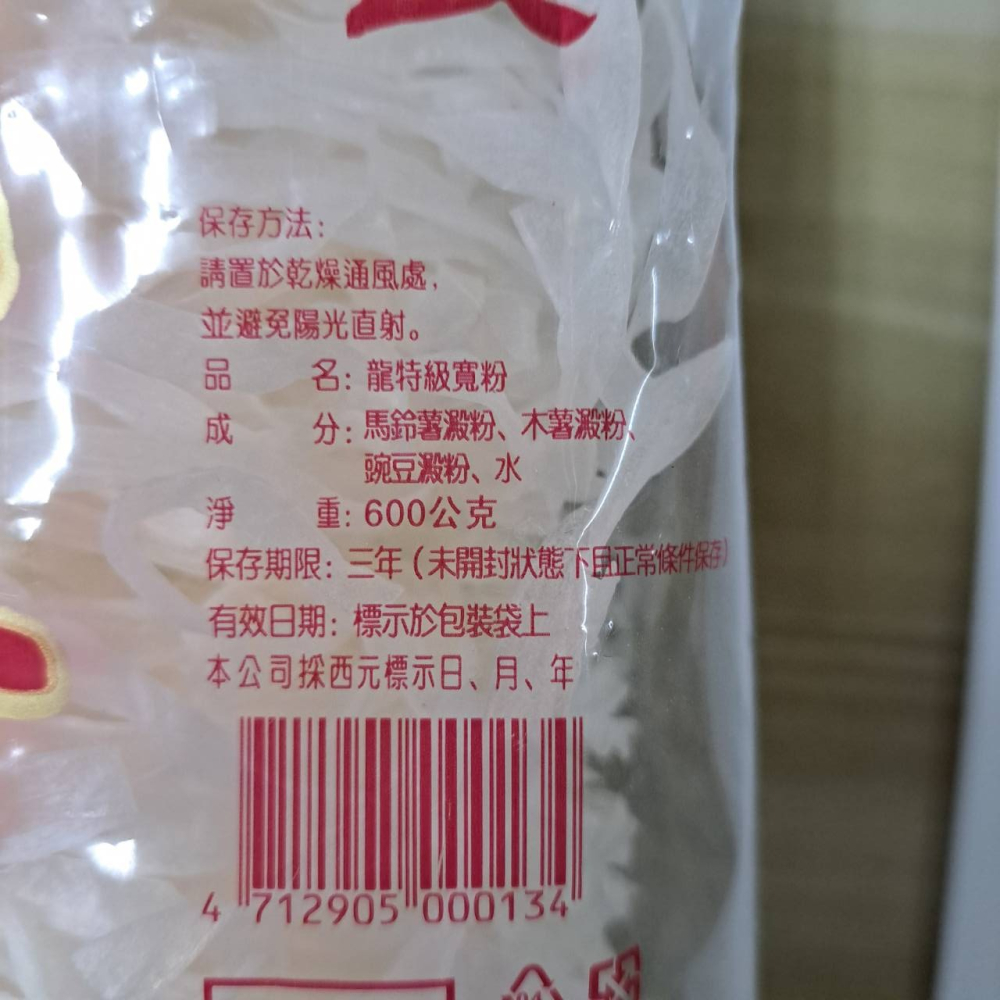 保存方法:
請置於乾燥通風處,
並避免陽光直射。
品 名: 龍特級寬粉
成 分: 馬鈴薯澱粉、木薯澱粉、
豌豆澱粉、水
淨 重: 600公克
保存期限: 三年(未開封狀態下且正常條件保存)
有效日期: 標示於包裝袋上
本公司採西元標示日、月、年
4 712905 000134